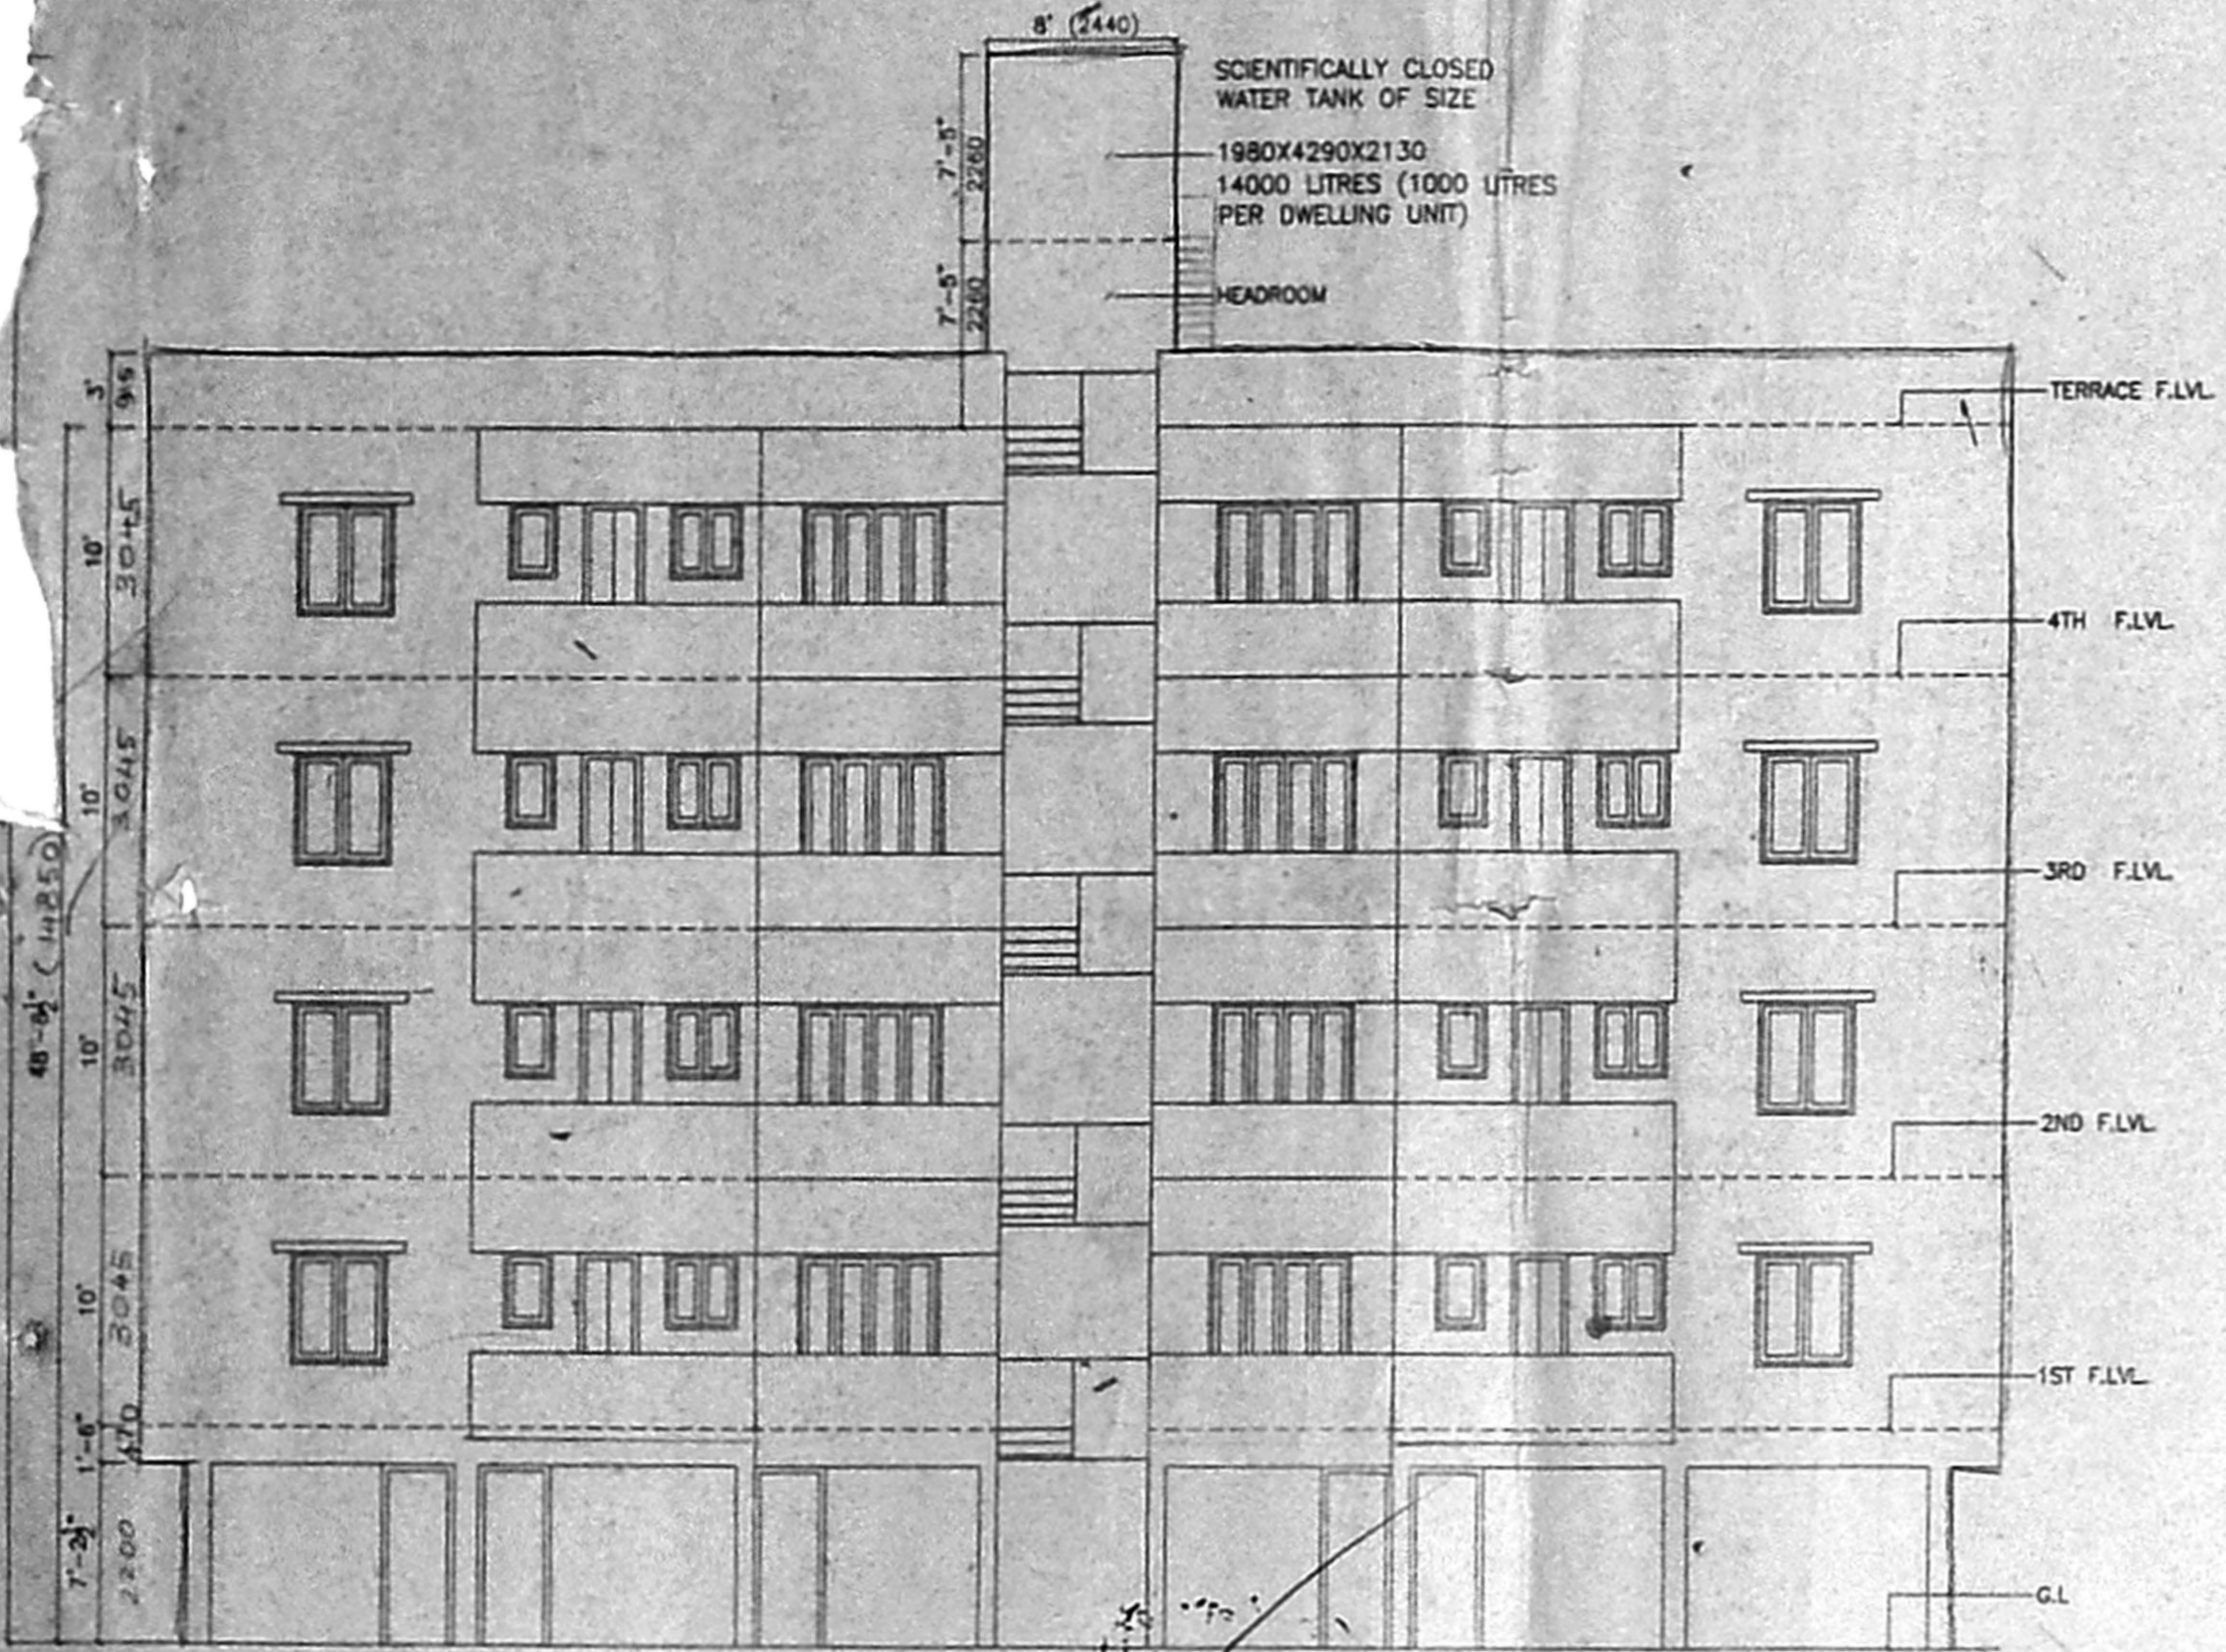 8' (2440)
SCIENTIFICALLY CLOSED
WATER TANK OF SIZE
7'-5"
2260
1980X4290X2130
14000 LITRES (1000 LITRES
PER DWELLING UNIT)
7'-5"
2260
HEADROOM
3'
TERRACE F.LVL.
10'
3045
4TH F.LVL.
10'
3045
3RD F.LVL.
48'-8½" (14850)
10'
3045
2ND F.LVL.
10'
3045
1ST F.LVL.
1'-6"
470
7'-2½"
2200
G.L